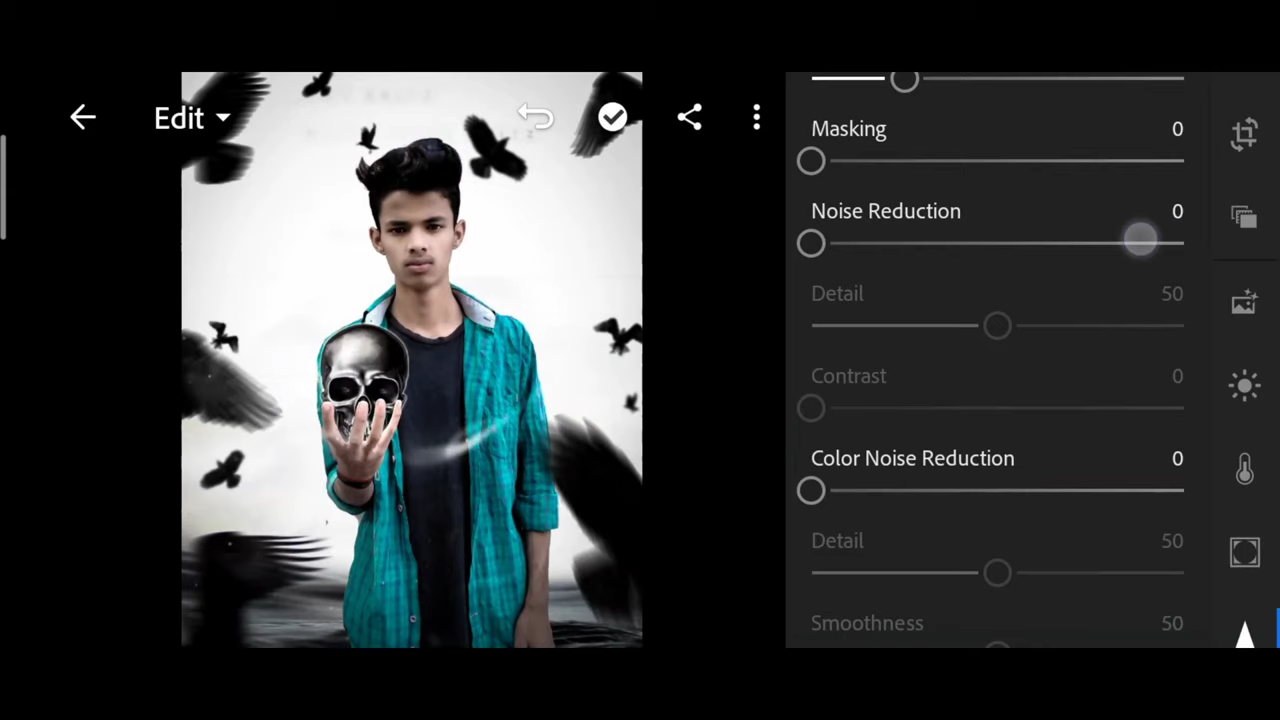 Edit
Masking 0
Noise Reduction 0
Detail 50
Contrast 0
Color Noise Reduction 0
Detail 50
Smoothness 50